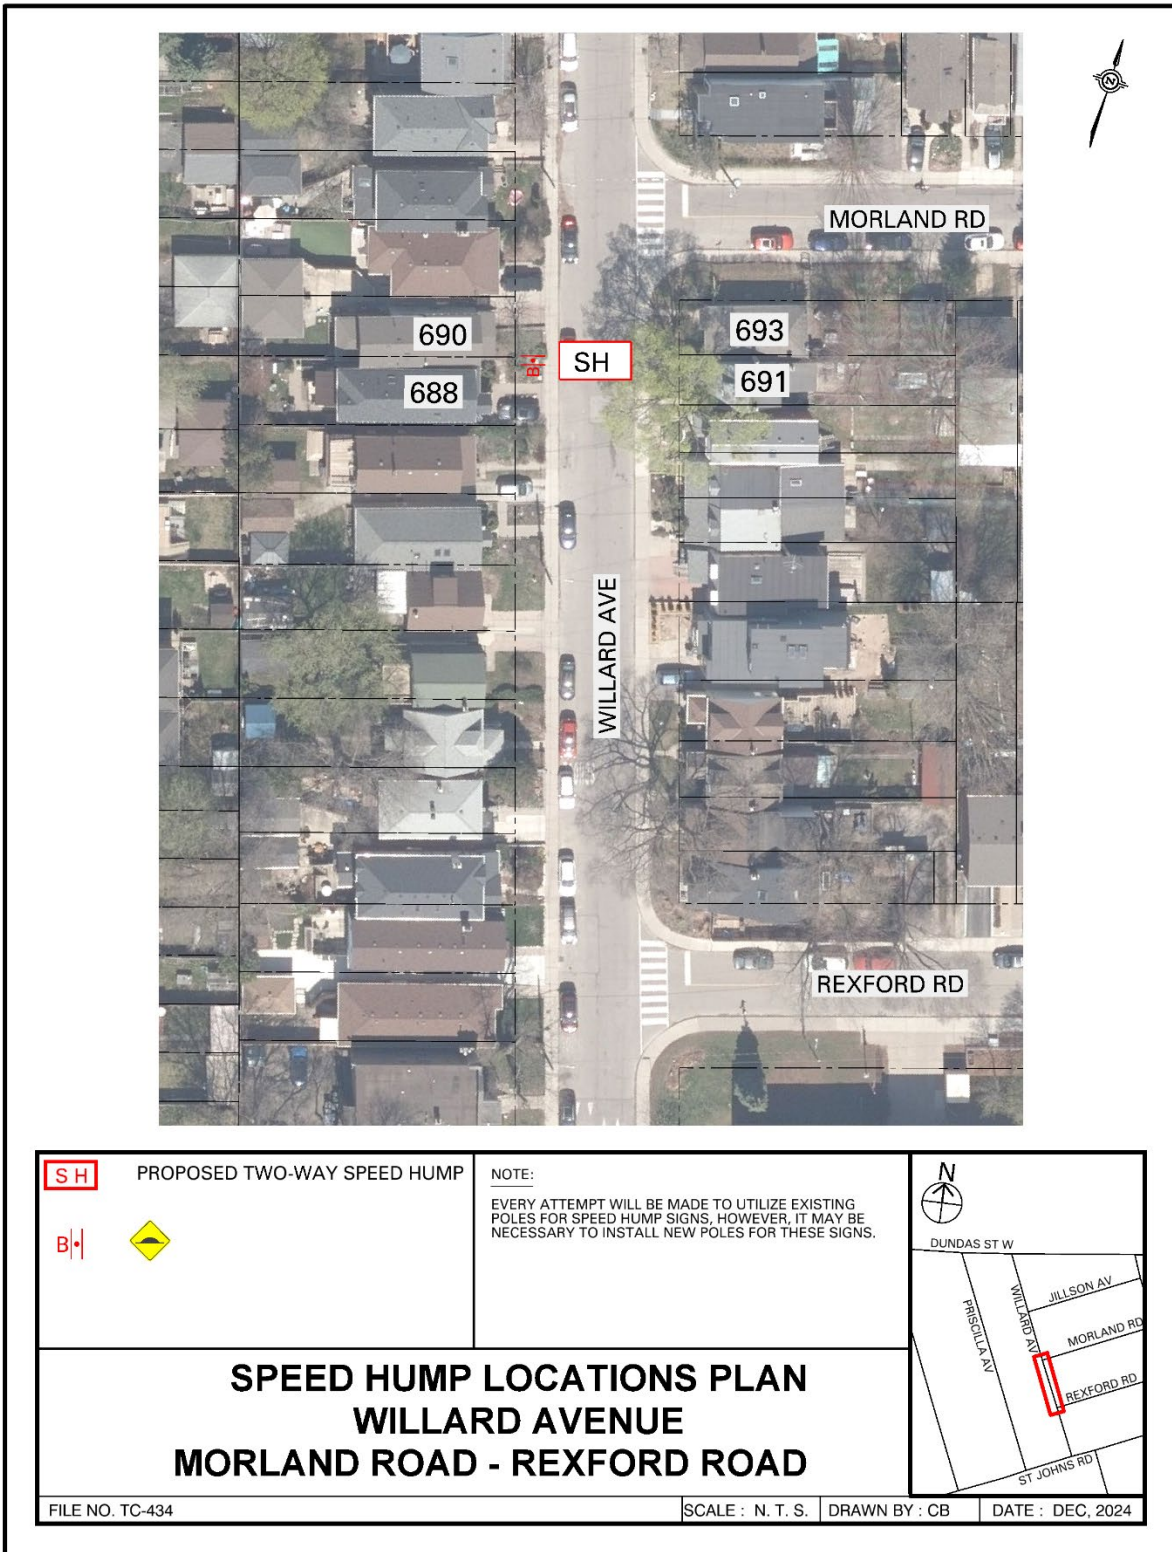 N
MORLAND RD
690
693
B
SH
688
691
WILLARD AVE
REXFORD RD
SH
PROPOSED TWO-WAY SPEED HUMP
B
NOTE:
EVERY ATTEMPT WILL BE MADE TO UTILIZE EXISTING
POLES FOR SPEED HUMP SIGNS, HOWEVER, IT MAY BE
NECESSARY TO INSTALL NEW POLES FOR THESE SIGNS.
N
DUNDAS ST W
JILLSON AV
WILLARD AV
PRISCILLA AV
MORLAND RD
REXFORD RD
ST JOHNS RD
SPEED HUMP LOCATIONS PLAN
WILLARD AVENUE
MORLAND ROAD - REXFORD ROAD
FILE NO. TC-434
SCALE : N. T. S.
DRAWN BY : CB
DATE : DEC, 2024